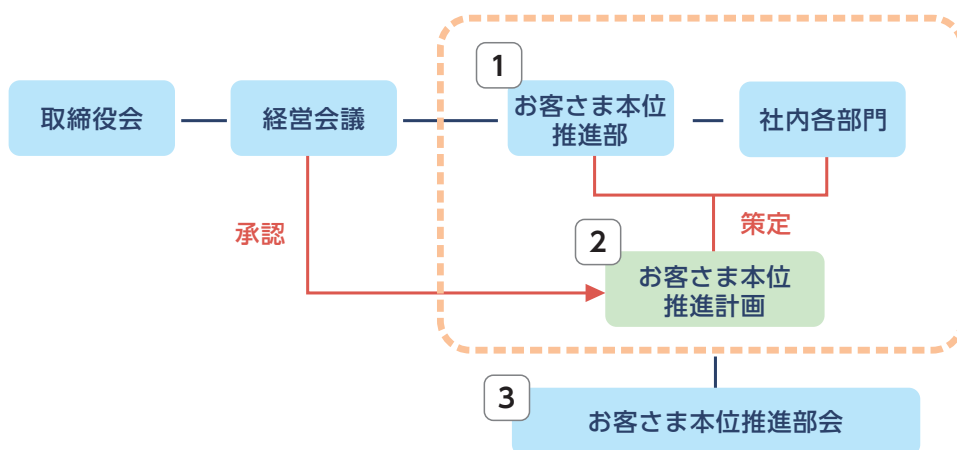 1
取締役会
経営会議
お客さま本位
推進部
社内各部門
承認
策定
2
お客さま本位
推進計画
3
お客さま本位推進部会